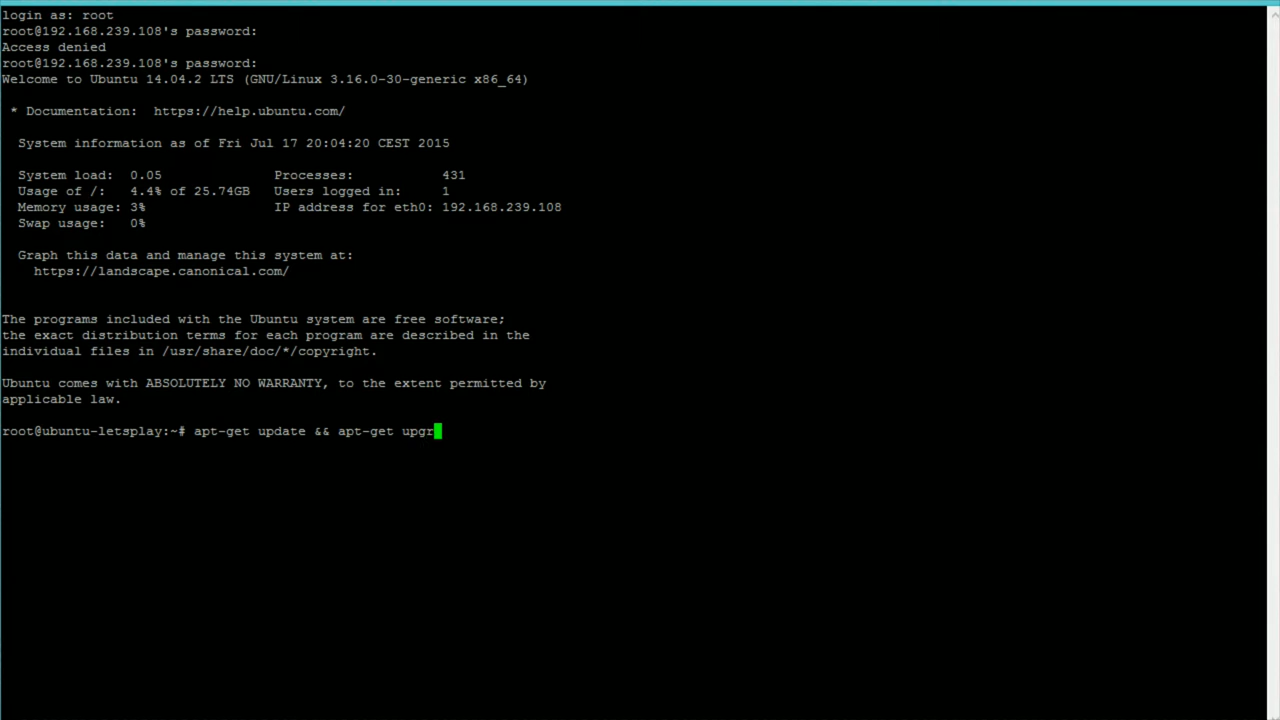 login as: root
root@192.168.239.108's password:
Access denied
root@192.168.239.108's password:
Welcome to Ubuntu 14.04.2 LTS (GNU/Linux 3.16.0-30-generic x86_64)
* Documentation:  https://help.ubuntu.com/
System information as of Fri Jul 17 20:04:20 CEST 2015
System load:  0.05              Processes:           431
Usage of /:   4.4% of 25.74GB   Users logged in:     1
Memory usage: 3%                IP address for eth0: 192.168.239.108
Swap usage:   0%
Graph this data and manage this system at:
https://landscape.canonical.com/
The programs included with the Ubuntu system are free software;
the exact distribution terms for each program are described in the
individual files in /usr/share/doc/*/copyright.
Ubuntu comes with ABSOLUTELY NO WARRANTY, to the extent permitted by
applicable law.
root@ubuntu-letsplay:~# apt-get update && apt-get upgr